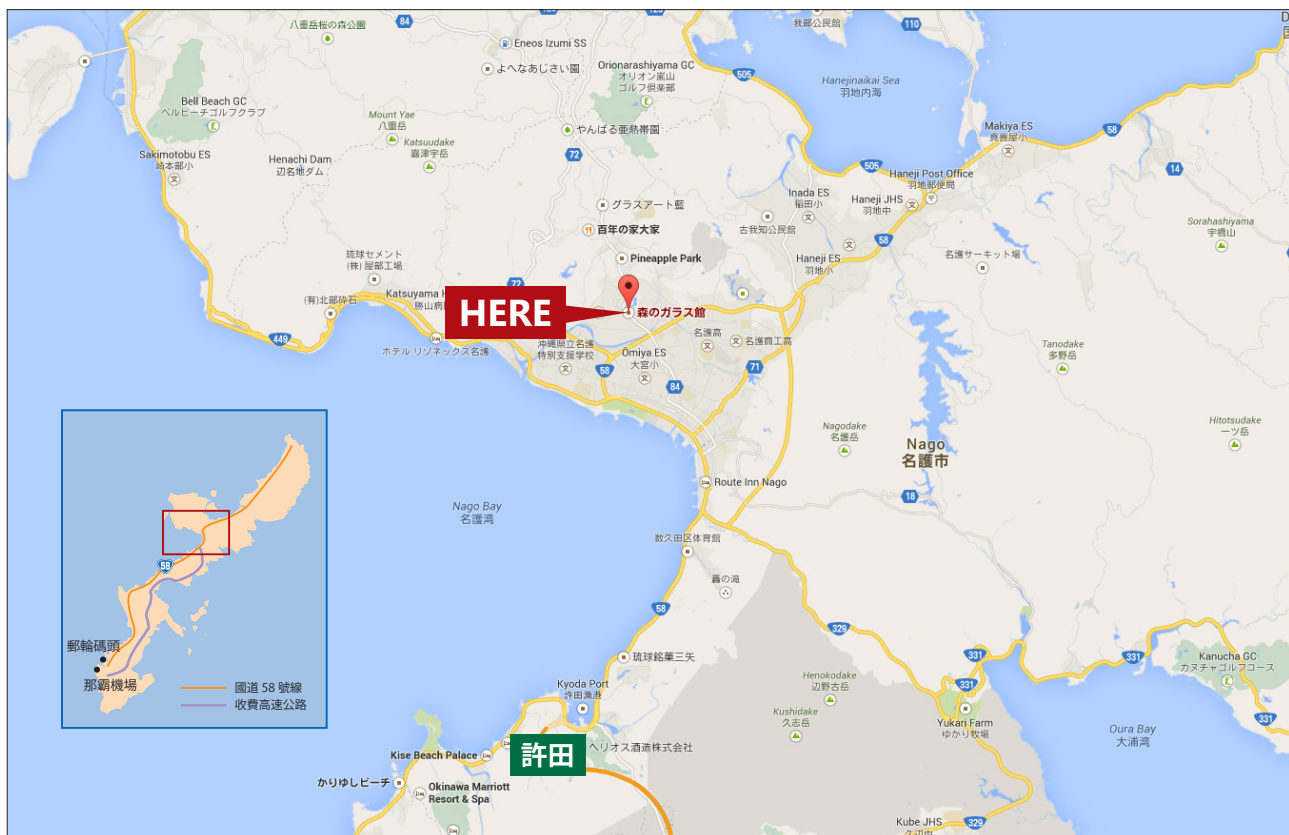 八重岳桜の森公園
84
123
Eneos Izumi SS
よへなあじさい園
我部公民館
110
Orionarashiyama GC
オリオン嵐山
ゴルフ倶楽部
505
Hanejinaikai Sea
羽地内海
Bell Beach GC
ベルビーチゴルフクラブ
Mount Yae
八重岳
Katsuudake
嘉津宇岳
やんばる亜熱帯園
72
Makiya ES
真喜屋小
58
Sakimotobu ES
崎本部小
Henachi Dam
辺名地ダム
505
14
Haneji Post Office
羽地郵便局
Inada ES
稲田小
Haneji JHS
羽地中
グラスアート藍
百年の家大家
古我知公民館
Sorahashiyama
宇橋山
58
Pineapple Park
Haneji ES
羽地小
名護サーキット場
琉球セメント
(株) 屋部工場
72
Katsuyama H
勝山病
(有)北部砕石
HERE
森のガラス館
449
ホテル リゾネックス名護
沖縄県立名護
特別支援学校
Ōmiya ES
大宮小
名護高
名護商工高
58
71
84
Tanodake
多野岳
Nagodake
名護岳
Nago
名護市
Hitotsudake
一ツ岳
Route Inn Nago
18
Nago Bay
名護湾
数久田区体育館
轟の滝
58
329
331
331
331
331
琉球銘菓三矢
Kanucha GC
カヌチャゴルフコース
Kyoda Port
許田漁港
Henokodake
辺野古岳
Kushidake
久志岳
Yukari Farm
ゆかり牧場
Oura Bay
大浦湾
Kise Beach Palace
許田
ヘリオス酒造株式会社
かりゆしビーチ
Okinawa Marriott
Resort & Spa
Kube JHS
久辺中
329
58
郵輪碼頭
那霸機場
國道 58 號線
收費高速公路